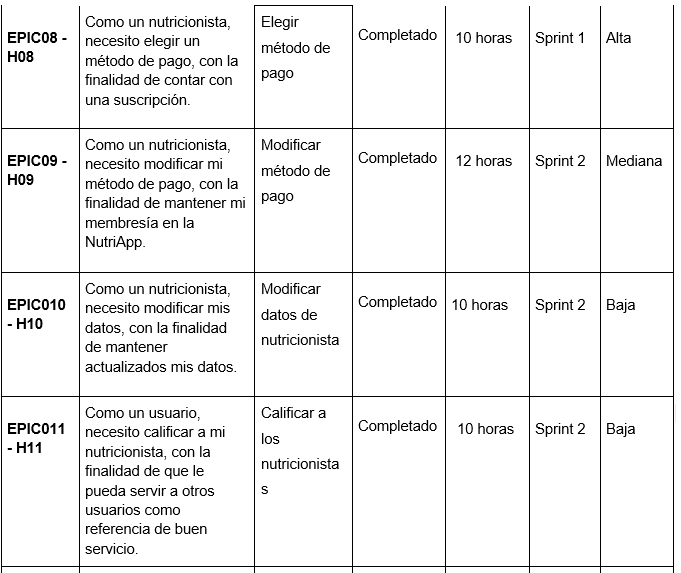 EPIC08 -
H08
Como un nutricionista,
necesito elegir un
método de pago, con la
finalidad de contar con
una suscripción.
Elegir
método de
pago
Completado
10 horas
Sprint 1
Alta
EPIC09 -
H09
Como un nutricionista,
necesito modificar mi
método de pago, con la
finalidad de mantener mi
membresía en la
NutriApp.
Modificar
método de
pago
Completado
12 horas
Sprint 2
Mediana
EPIC010
- H10
Como un nutricionista,
necesito modificar mis
datos, con la finalidad
de mantener
actualizados mis datos.
Modificar
datos de
nutricionista
Completado
10 horas
Sprint 2
Baja
EPIC011
- H11
Como un usuario,
necesito calificar a mi
nutricionista, con la
finalidad de que le
pueda servir a otros
usuarios como
referencia de buen
servicio.
Calificar a
los
nutricionista
s
Completado
10 horas
Sprint 2
Baja